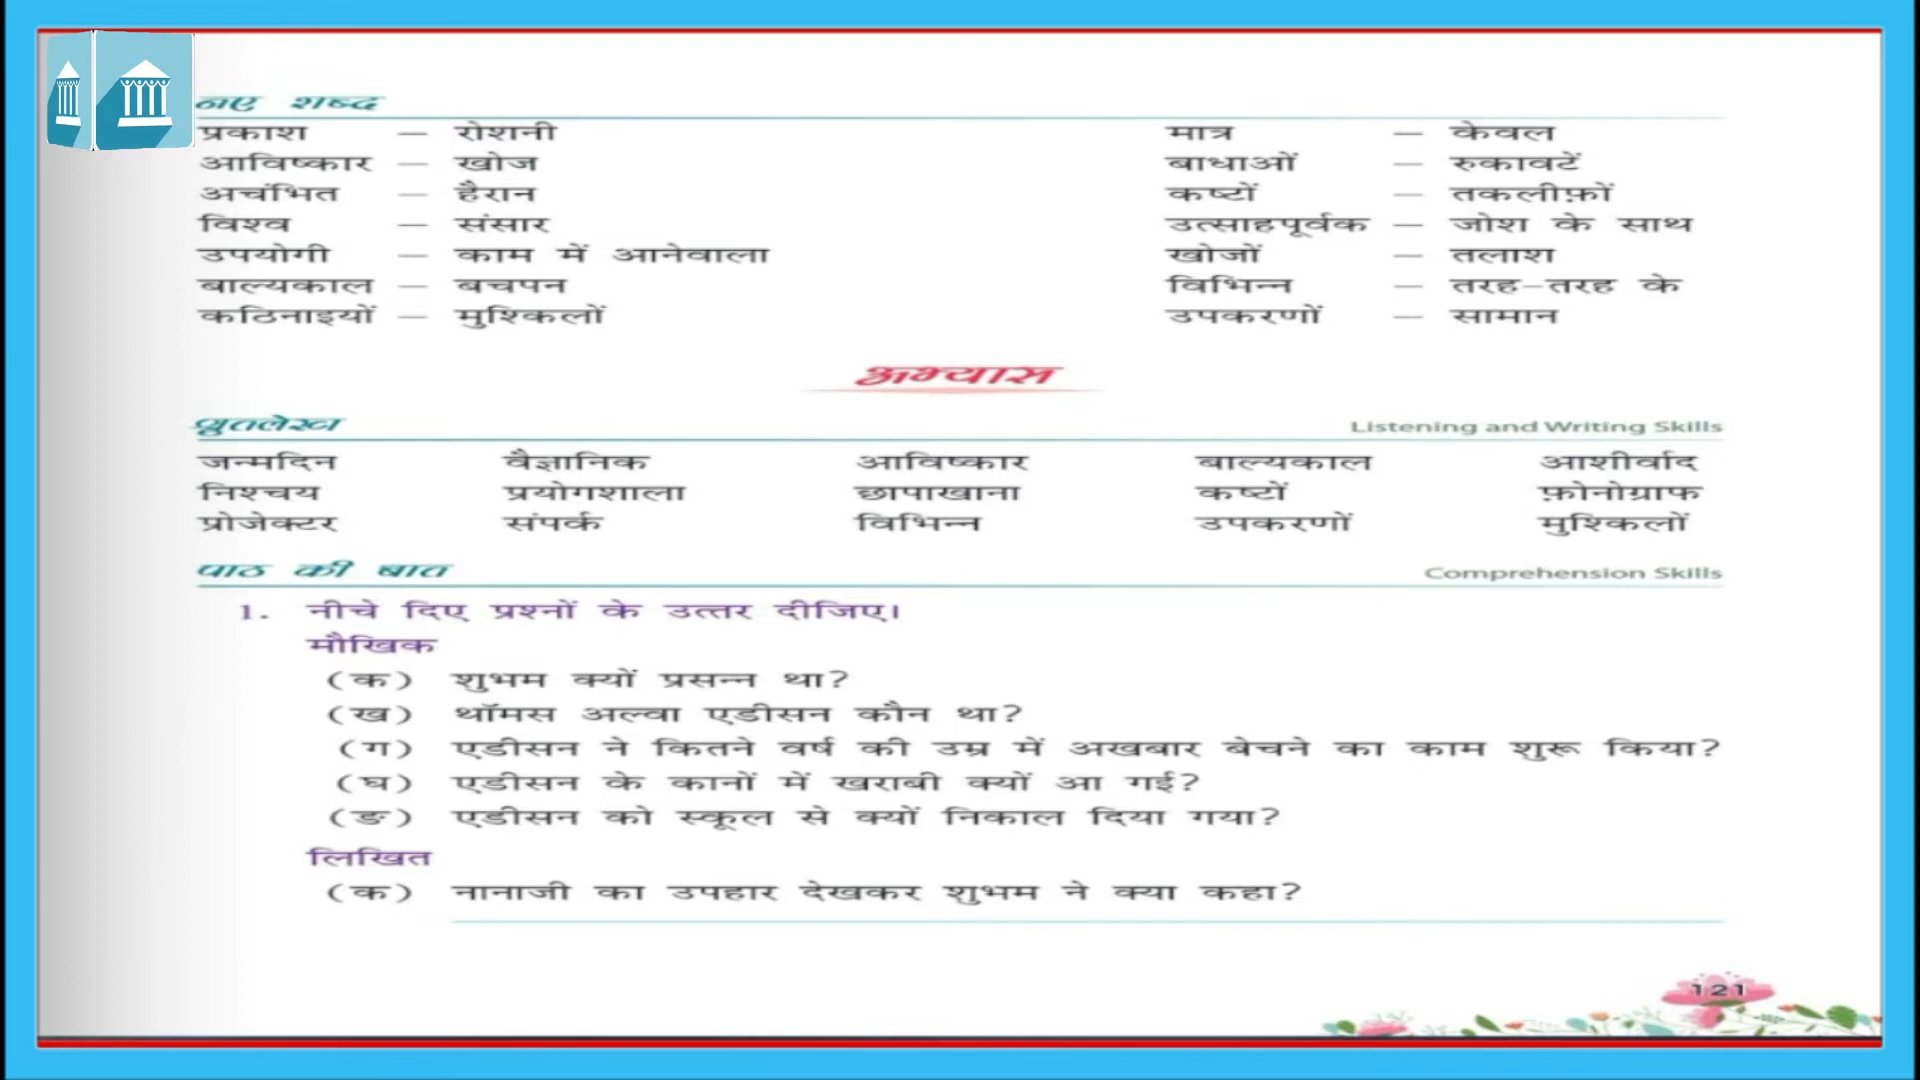 नए शब्द
प्रकाश – रोशनी
आविष्कार – खोज
अचंभित – हैरान
विश्व – संसार
उपयोगी – काम में आनेवाला
बाल्यकाल – बचपन
कठिनाइयों – मुश्किलों
मात्र – केवल
बाधाओं – रुकावटें
कष्टों – तकलीफ़ों
उत्साहपूर्वक – जोश के साथ
खोजों – तलाश
विभिन्न – तरह-तरह के
उपकरणों – सामान
अभ्यास
श्रुतलेख Listening and Writing Skills
जन्मदिन वैज्ञानिक आविष्कार बाल्यकाल आशीर्वाद
निश्चय प्रयोगशाला छापाखाना कष्टों फ़ोनोग्राफ
प्रोजेक्टर संपर्क विभिन्न उपकरणों मुश्किलों
पाठ की बात Comprehension Skills
1. नीचे दिए प्रश्नों के उत्तर दीजिए।
मौखिक
(क) शुभम क्यों प्रसन्न था?
(ख) थॉमस अल्वा एडीसन कौन था?
(ग) एडीसन ने कितने वर्ष की उम्र में अखबार बेचने का काम शुरू किया?
(घ) एडीसन के कानों में खराबी क्यों आ गई?
(ङ) एडीसन को स्कूल से क्यों निकाल दिया गया?
लिखित
(क) नानाजी का उपहार देखकर शुभम ने क्या कहा?
121